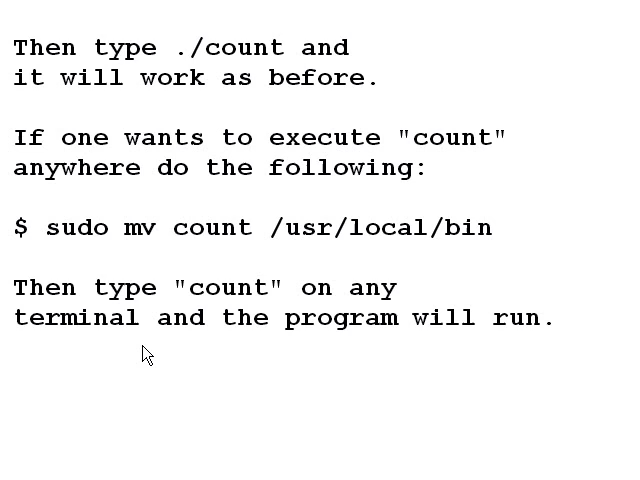 Then type ./count and
it will work as before.
If one wants to execute "count"
anywhere do the following:
$ sudo mv count /usr/local/bin
Then type "count" on any
terminal and the program will run.